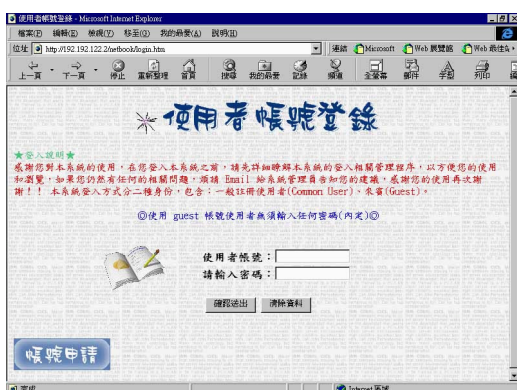 使用者帳號登錄 - Microsoft Internet Explorer
檔案(F) 編輯(E) 檢視(V) 移至(O) 我的最愛(A) 說明(H)
網址 http://192.192.122.2/netbook/login.htm 連結 Microsoft Web 展覽館 Web 最佳
上一頁 下一頁 停止 重新整理 首頁 搜尋 我的最愛 記錄 頻道 全螢幕 郵件 字型 列印
使用者帳號登錄
★登入說明★
感謝您對本系統的使用，在您登入本系統之前，請先詳細瞭解本系統的登入相關管理程序，以方便您的使用
和瀏覽，如果您仍然有任何的相關問題，煩請 Email 給系統管理員告知您的建議，感謝您的使用再次謝
謝！！ 本系統登入方式分二種身份，包含：一般註冊使用者(Common User)、來賓(Guest)。
◎使用 guest 帳號使用者無須輸入任何密碼(內定)◎
使用者帳號：
請輸入密碼：
確認送出 清除資料
帳號申請
完成